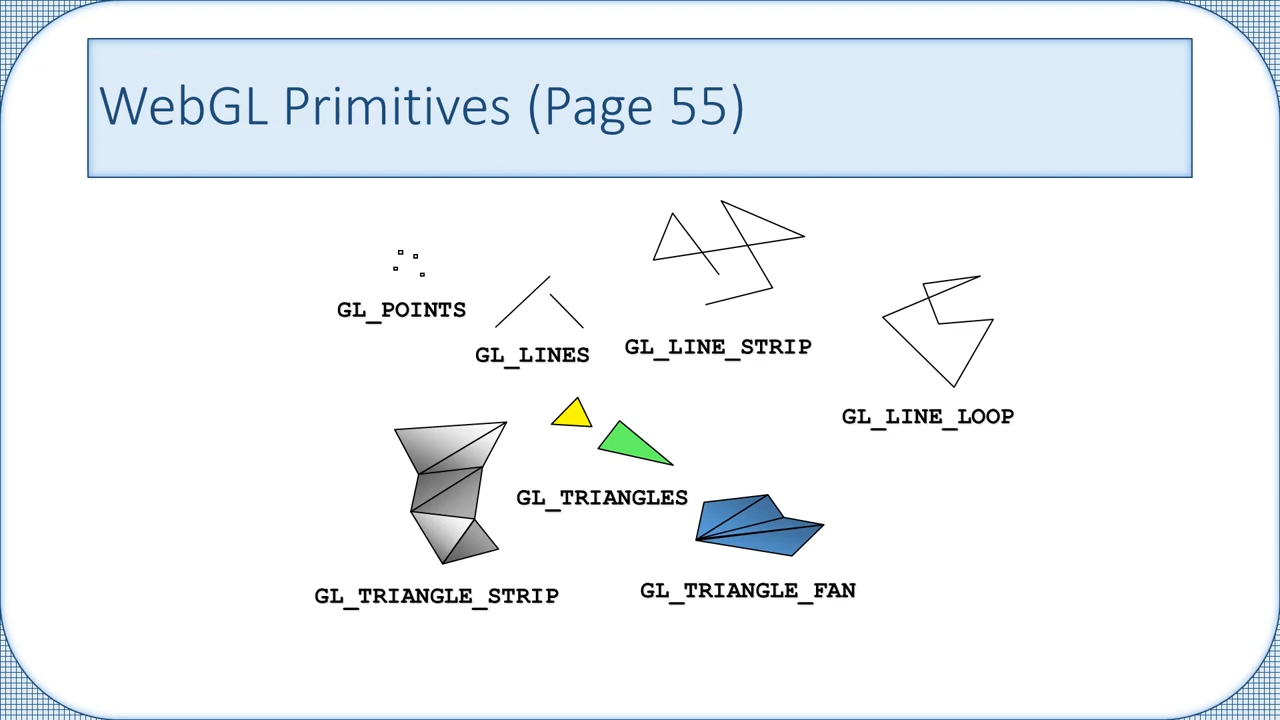 WebGL Primitives (Page 55)
GL_POINTS
GL_LINES
GL_LINE_STRIP
GL_LINE_LOOP
GL_TRIANGLES
GL_TRIANGLE_STRIP
GL_TRIANGLE_FAN